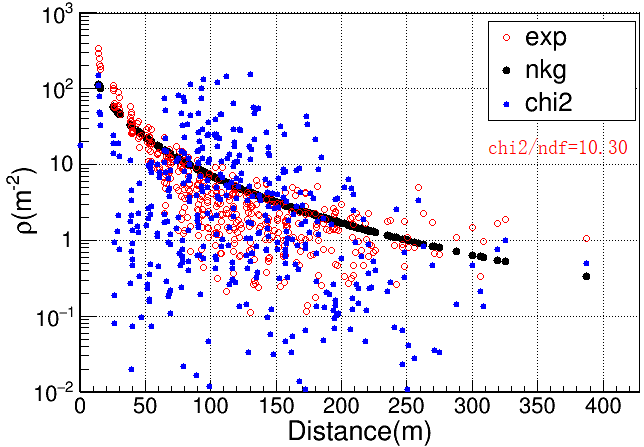 exp
nkg
chi2
chi2/ndf=10.30
ρ(m⁻²)
10³
10²
10
1
10⁻¹
10⁻²
0 50 100 150 200 250 300 350 400
Distance(m)